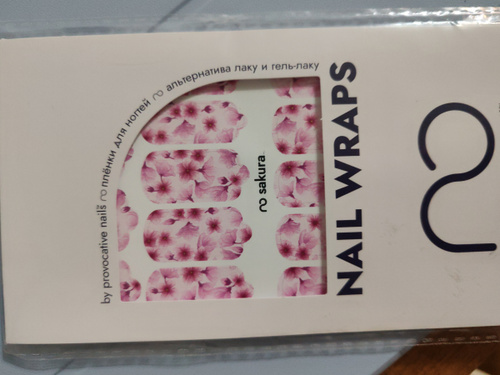 by provocative nails плёнки для ногтей альтернатива лаку и гель-лаку
sakura
NAIL WRAPS